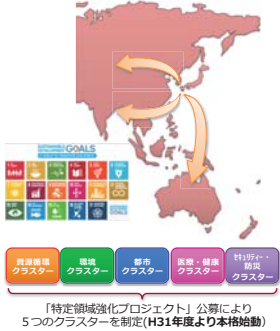 GOALS
資源循環
クラスター
環境
クラスター
都市
クラスター
医療・健康
クラスター
セキュリティー・
防災
クラスター
「特定領域強化プロジェクト」公募により
5つのクラスターを制定(H31年度より本格始動)